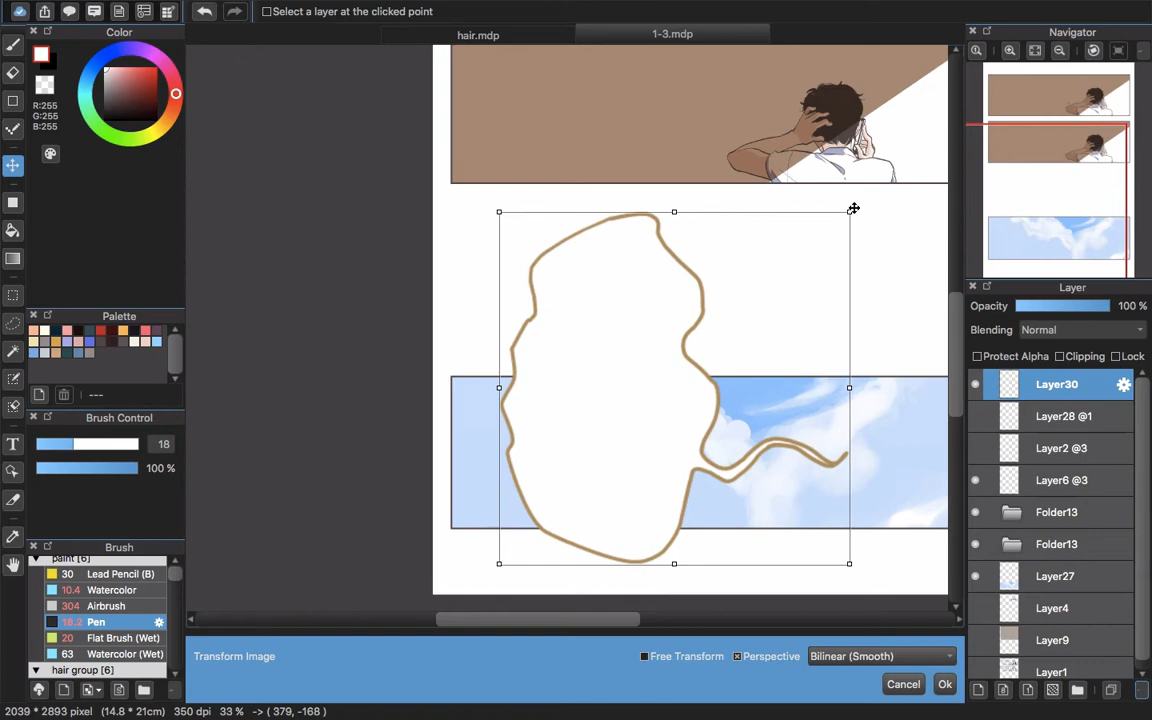 Select a layer at the clicked point
Color
hair.mdp
1-3.mdp
Navigator
R:255
G:255
B:255
Palette
---
Brush Control
18
100 %
Brush
paint [6]
30 Lead Pencil (B)
10.4 Watercolor
304 Airbrush
18.2 Pen
20 Flat Brush (Wet)
63 Watercolor (Wet)
hair group [6]
Layer
Opacity 100 %
Blending Normal
Protect Alpha Clipping Lock
Layer30
Layer28 @1
Layer2 @3
Layer6 @3
Folder13
Folder13
Layer27
Layer4
Layer9
Layer1
T
Transform Image
Free Transform Perspective Bilinear (Smooth)
Cancel Ok
2039 * 2893 pixel (14.8 * 21cm) 350 dpi 33 % -> ( 379, -168 )